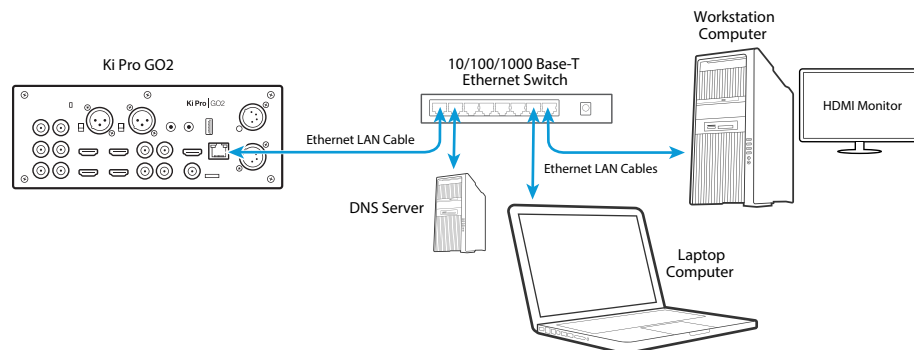 Workstation
Computer
Ki Pro GO2
10/100/1000 Base-T
Ethernet Switch
Ki Pro GO2
HDMI Monitor
Ethernet LAN Cable
Ethernet LAN Cables
DNS Server
Laptop
Computer